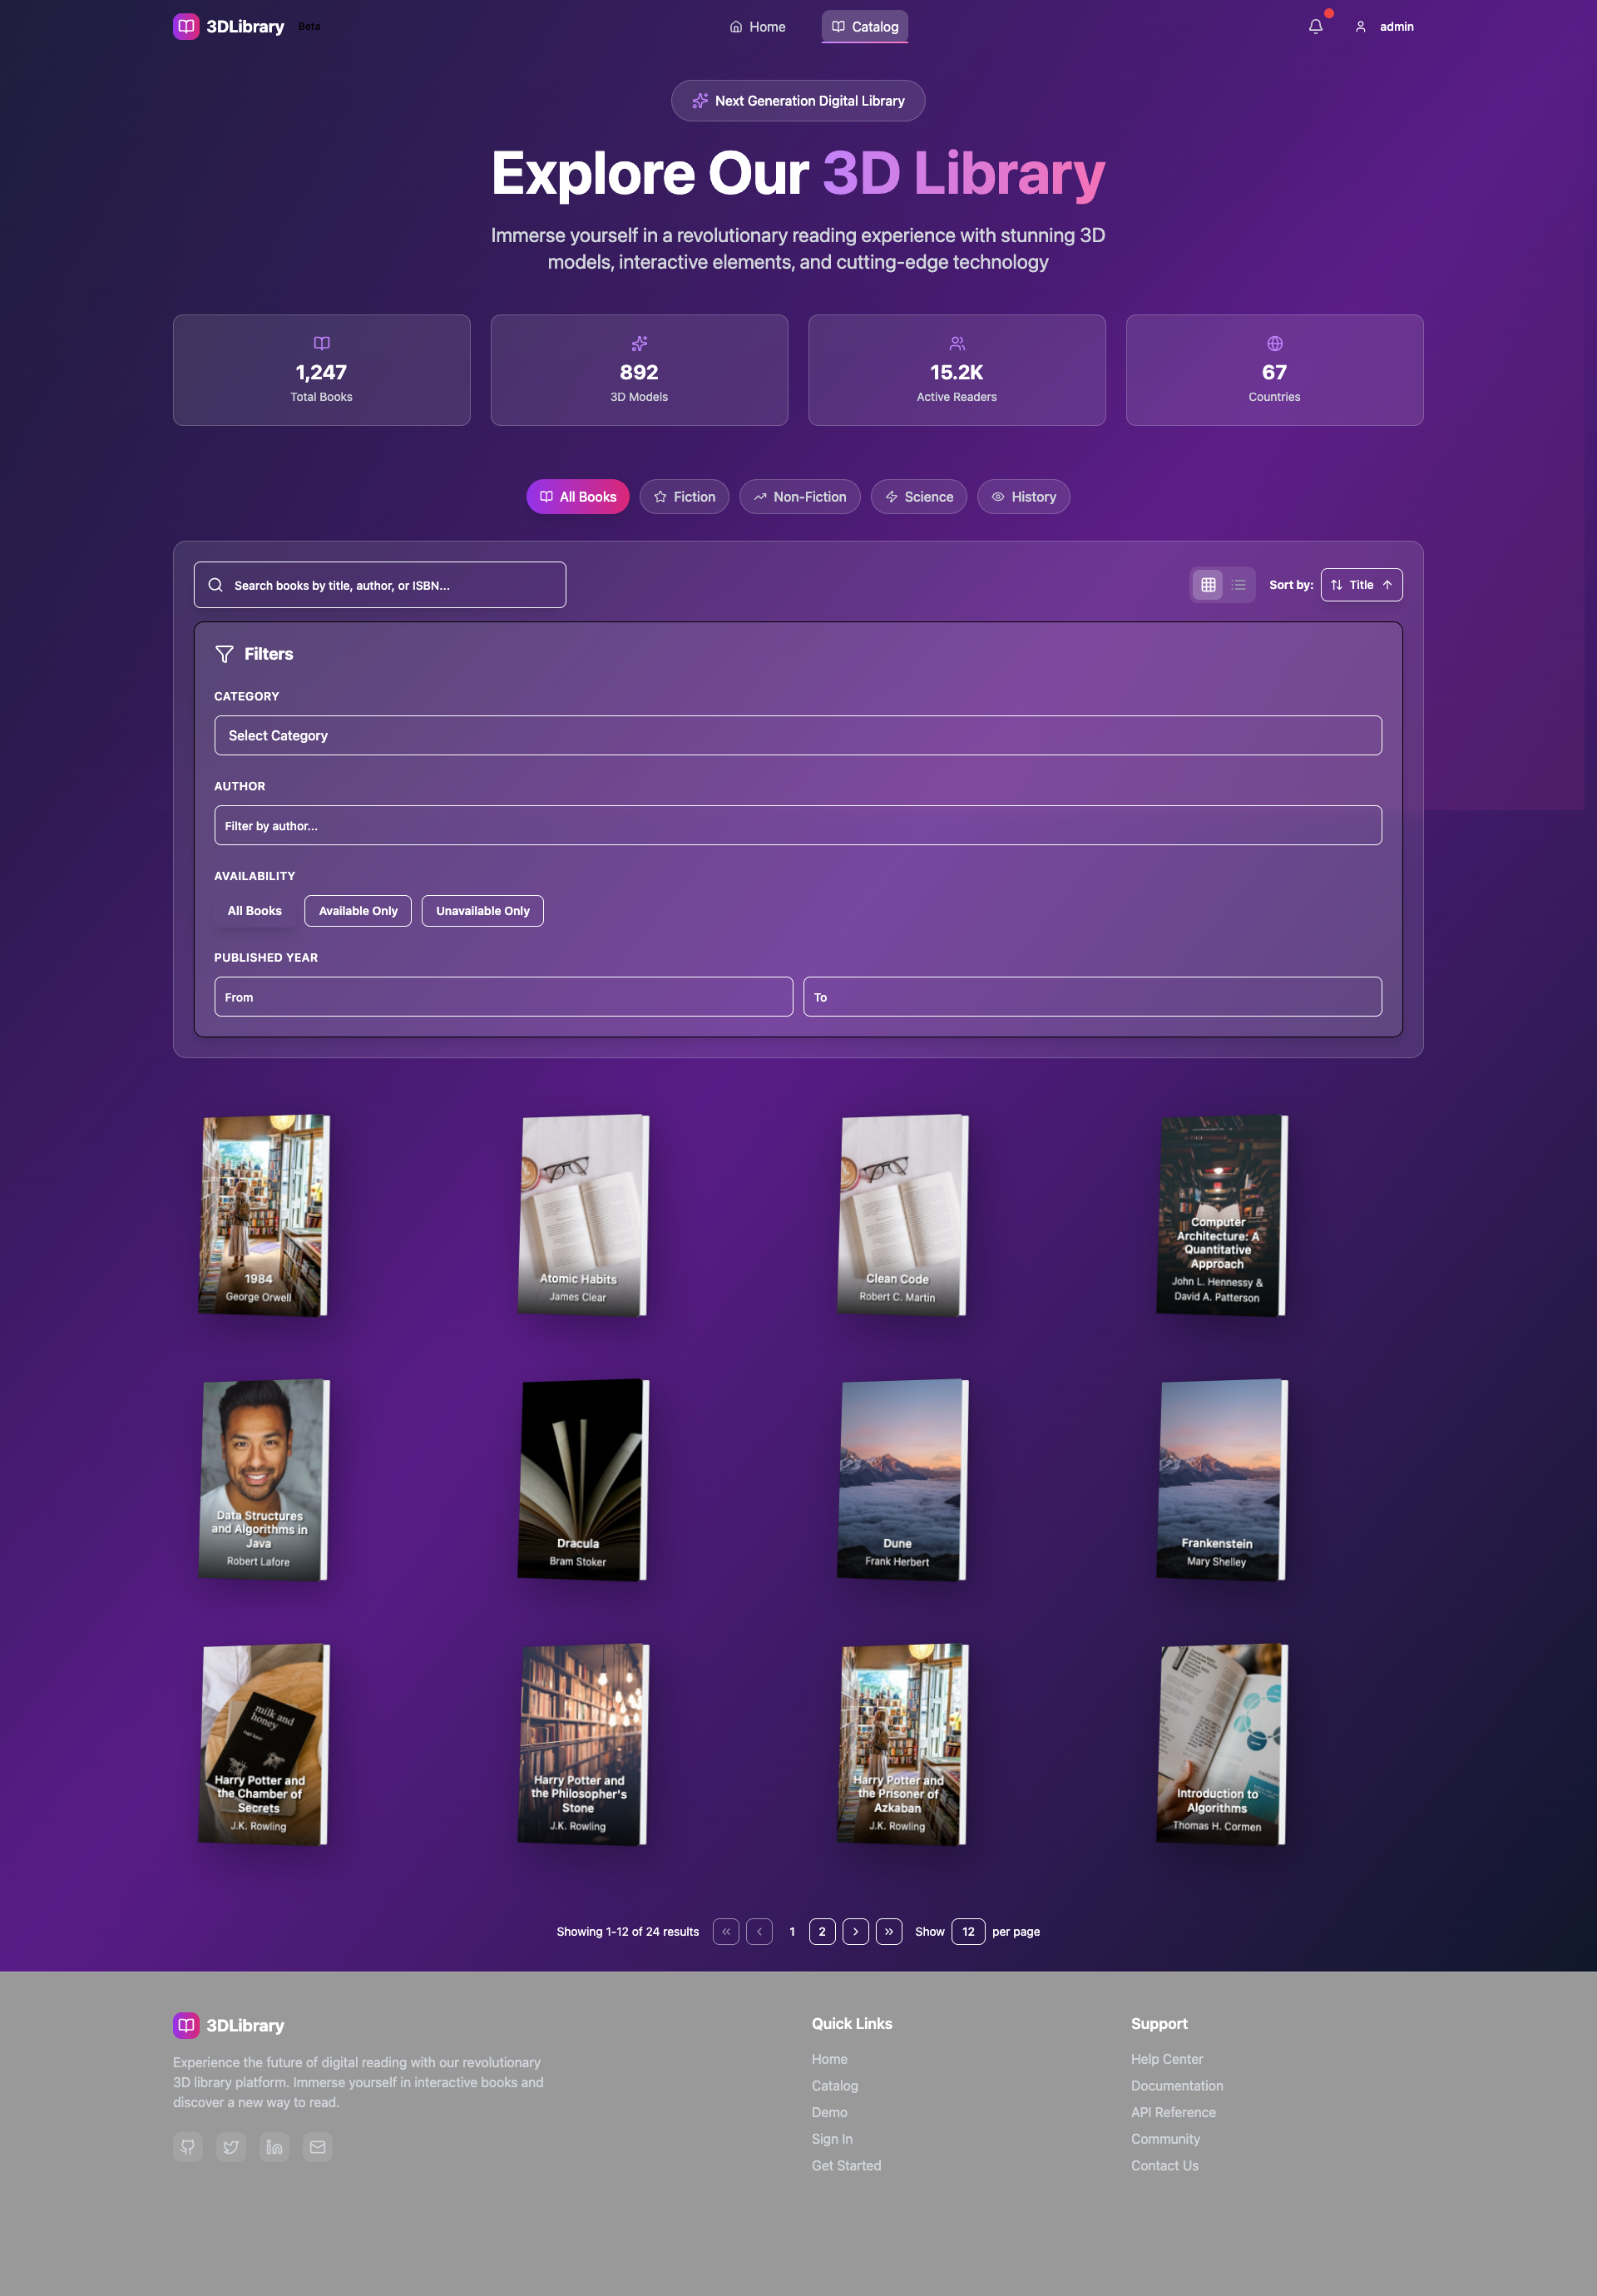 3DLibrary Beta
Home
Catalog
admin
Next Generation Digital Library
Explore Our 3D Library
Immerse yourself in a revolutionary reading experience with stunning 3D
models, interactive elements, and cutting-edge technology
1,247
Total Books
892
3D Models
15.2K
Active Readers
67
Countries
All Books
Fiction
Non-Fiction
Science
History
Search books by title, author, or ISBN...
Sort by:
Title
Filters
CATEGORY
Select Category
AUTHOR
Filter by author...
AVAILABILITY
All Books
Available Only
Unavailable Only
PUBLISHED YEAR
From
To
1984
George Orwell
Atomic Habits
James Clear
Clean Code
Robert C. Martin
Computer
Architecture: A
Quantitative
Approach
John L. Hennessy &
David A. Patterson
Data Structures
and Algorithms in
Java
Robert Lafore
Dracula
Bram Stoker
Dune
Frank Herbert
Frankenstein
Mary Shelley
milk and
honey
Harry Potter and
the Chamber of
Secrets
J.K. Rowling
Harry Potter and
the Philosopher's
Stone
J.K. Rowling
Harry Potter and
the Prisoner of
Azkaban
J.K. Rowling
Introduction to
Algorithms
Thomas H. Cormen
Showing 1-12 of 24 results
1
2
Show 12 per page
3DLibrary
Experience the future of digital reading with our revolutionary
3D library platform. Immerse yourself in interactive books and
discover a new way to read.
Quick Links
Home
Catalog
Demo
Sign In
Get Started
Support
Help Center
Documentation
API Reference
Community
Contact Us